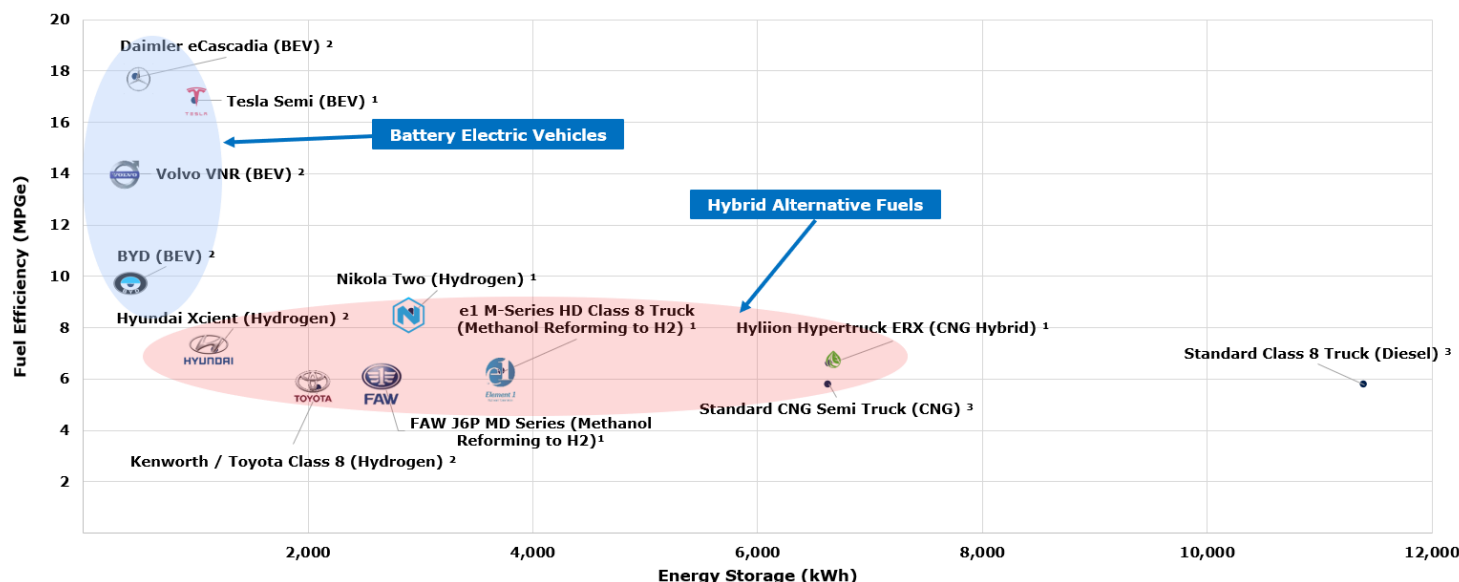 20
18
16
14
12
10
8
6
4
2
Fuel Efficiency (MPGe)
Daimler eCascadia (BEV) ²
TESLA
Tesla Semi (BEV) ¹
Battery Electric Vehicles
VOLVO
Volvo VNR (BEV) ²
Hybrid Alternative Fuels
BYD (BEV) ²
BYD
Nikola Two (Hydrogen) ¹
N
Hyundai Xcient (Hydrogen) ²
HYUNDAI
e1 M-Series HD Class 8 Truck
(Methanol Reforming to H2) ¹
Hyliion Hypertruck ERX (CNG Hybrid) ¹
Standard Class 8 Truck (Diesel) ³
TOYOTA
FAW
e1
Element 1
Standard CNG Semi Truck (CNG) ³
FAW J6P MD Series (Methanol
Reforming to H2)¹
Kenworth / Toyota Class 8 (Hydrogen) ²
2,000
4,000
6,000
8,000
10,000
12,000
Energy Storage (kWh)